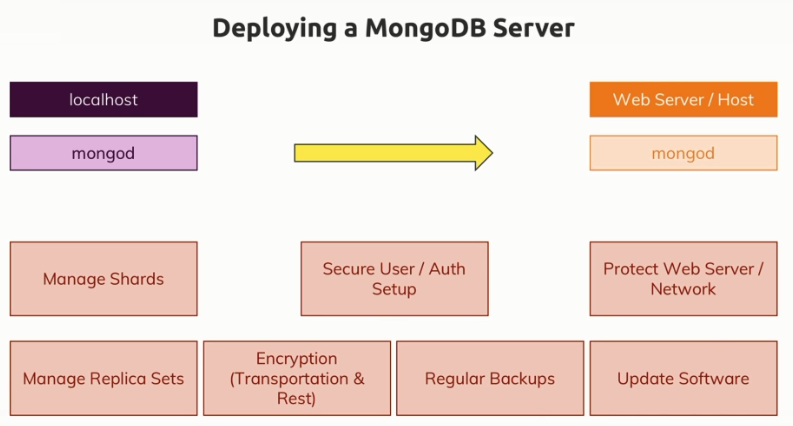 Deploying a MongoDB Server
localhost
Web Server / Host
mongod
mongod
Manage Shards
Secure User / Auth
Setup
Protect Web Server /
Network
Manage Replica Sets
Encryption
(Transportation &
Rest)
Regular Backups
Update Software